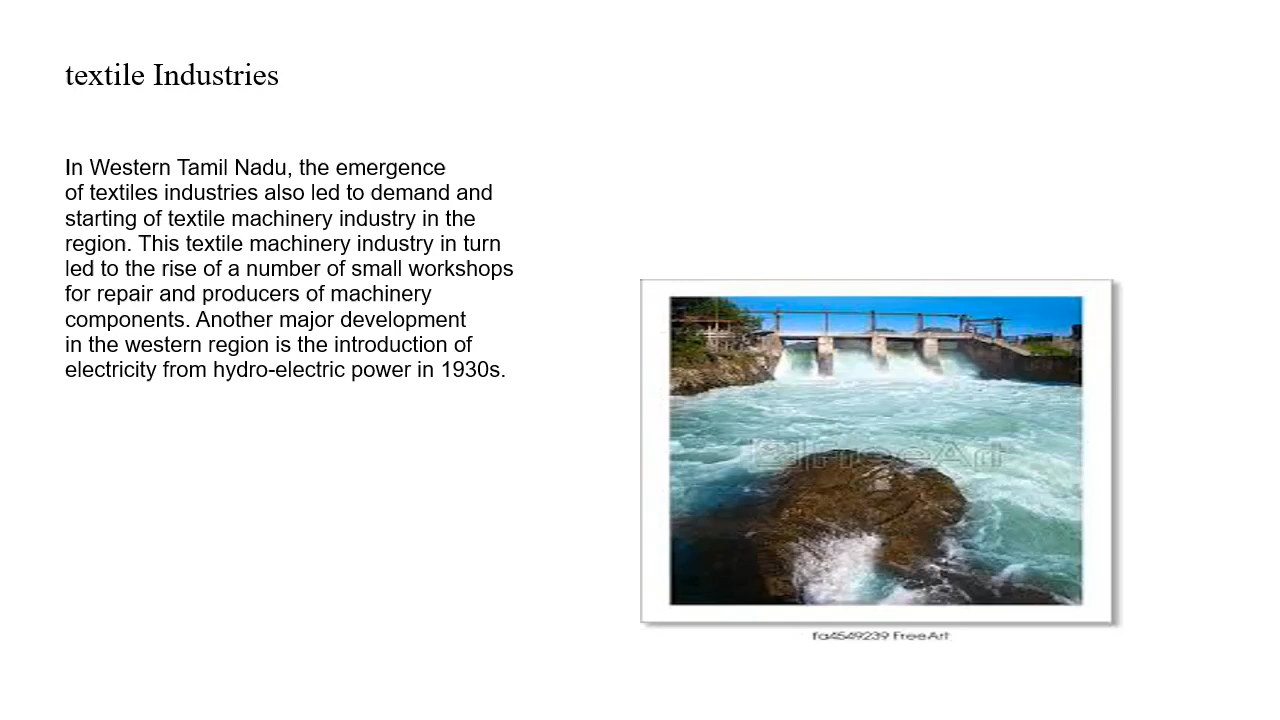 textile Industries
In Western Tamil Nadu, the emergence
of textiles industries also led to demand and
starting of textile machinery industry in the
region. This textile machinery industry in turn
led to the rise of a number of small workshops
for repair and producers of machinery
components. Another major development
in the western region is the introduction of
electricity from hydro-electric power in 1930s.
FreeArt
fa4549239 FreeArt